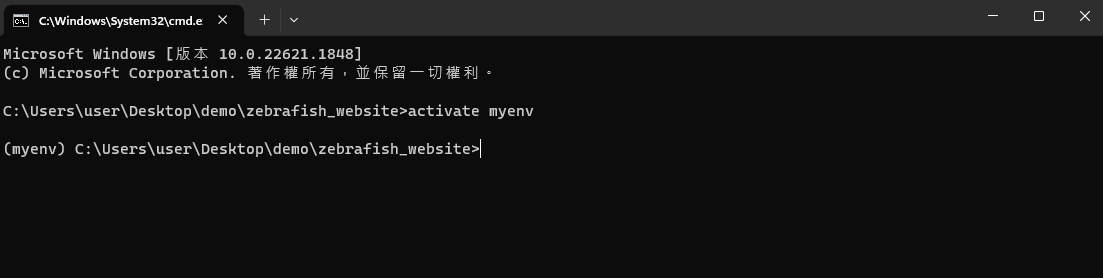 C:\Windows\System32\cmd.e
Microsoft Windows [版本 10.0.22621.1848]
(c) Microsoft Corporation. 著作權所有，並保留一切權利。
C:\Users\user\Desktop\demo\zebrafish_website>activate myenv
(myenv) C:\Users\user\Desktop\demo\zebrafish_website>